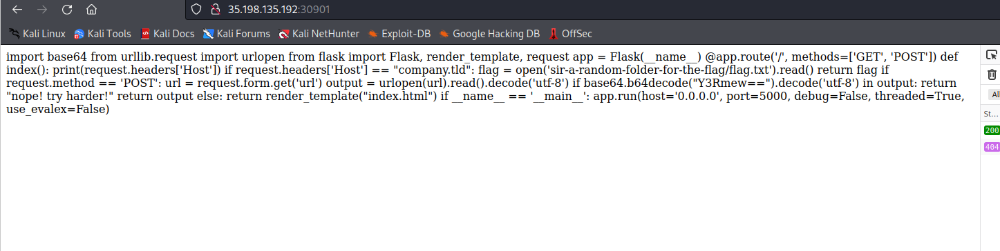 35.198.135.192:30901
Kali Linux Kali Tools Kali Docs Kali Forums Kali NetHunter Exploit-DB Google Hacking DB OffSec
import base64 from urllib.request import urlopen from flask import Flask, render_template, request app = Flask(__name__) @app.route('/', methods=['GET', 'POST']) def
index(): print(request.headers['Host']) if request.headers['Host'] == "company.tld": flag = open('sir-a-random-folder-for-the-flag/flag.txt').read() return flag if
request.method == 'POST': url = request.form.get('url') output = urlopen(url).read().decode('utf-8') if base64.b64decode("Y3Rmew==").decode('utf-8') in output: return
"nope! try harder!" return output else: return render_template("index.html") if __name__ == '__main__': app.run(host='0.0.0.0', port=5000, debug=False, threaded=True,
use_evalex=False)
St...
200
404